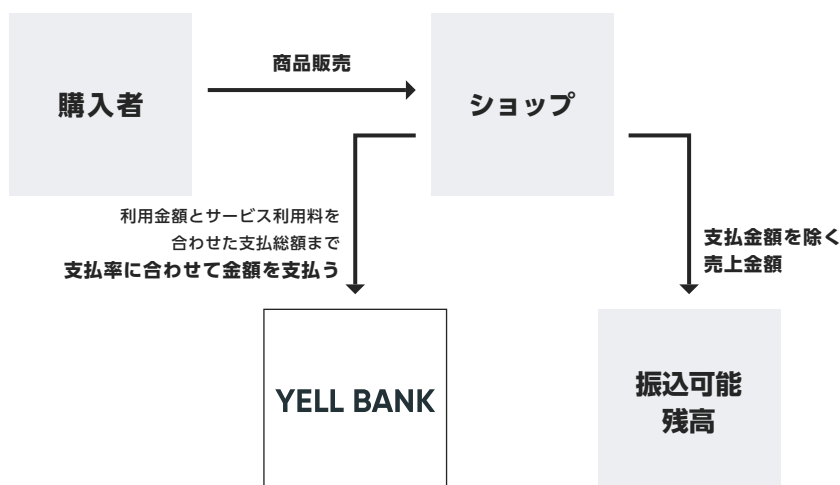 商品販売
購入者
ショップ
利用金額とサービス利用料を
合わせた支払総額まで
支払率に合わせて金額を支払う
支払金額を除く
売上金額
YELL BANK
振込可能
残高